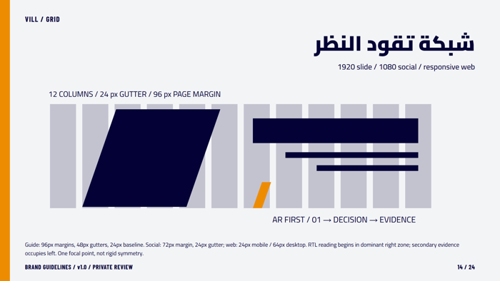 VILL / GRID
شبكة تقود النظر
1920 slide / 1080 social / responsive web
12 COLUMNS / 24 px GUTTER / 96 px PAGE MARGIN
AR FIRST / 01 → DECISION → EVIDENCE
Guide: 96px margins, 48px gutters, 24px baseline. Social: 72px margin, 24px gutter; web: 24px mobile / 64px desktop. RTL reading begins in dominant right zone; secondary evidence
occupies left. One focal point, not rigid symmetry.
BRAND GUIDELINES / v1.0 / PRIVATE REVIEW
14 / 24